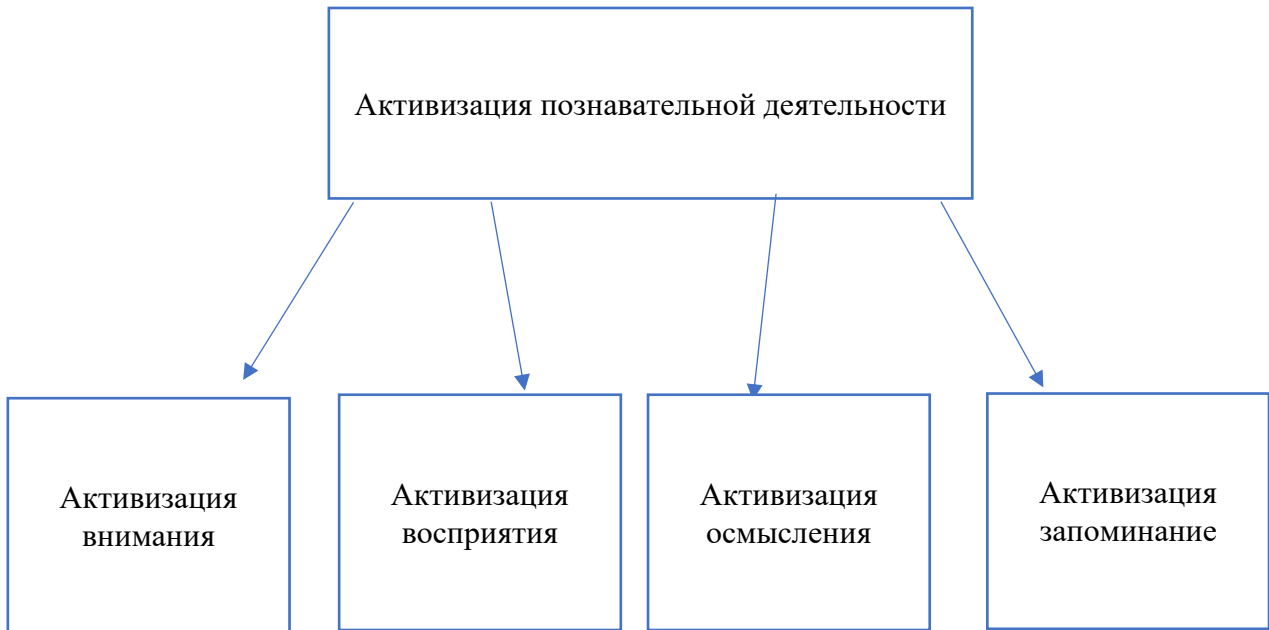 Активизация познавательной деятельности
Активизация
внимания
Активизация
восприятия
Активизация
осмысления
Активизация
запоминание